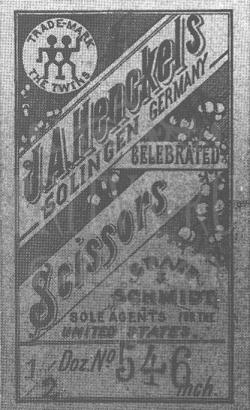 TRADE-MARK
THE TWINS
J.A. Henckels
SOLINGEN GERMANY
CELEBRATED
Scissors
GRAEF
&
SCHMIDT
SOLE AGENTS FOR THE
UNITED STATES.
1/2 Doz. No 546 inch.